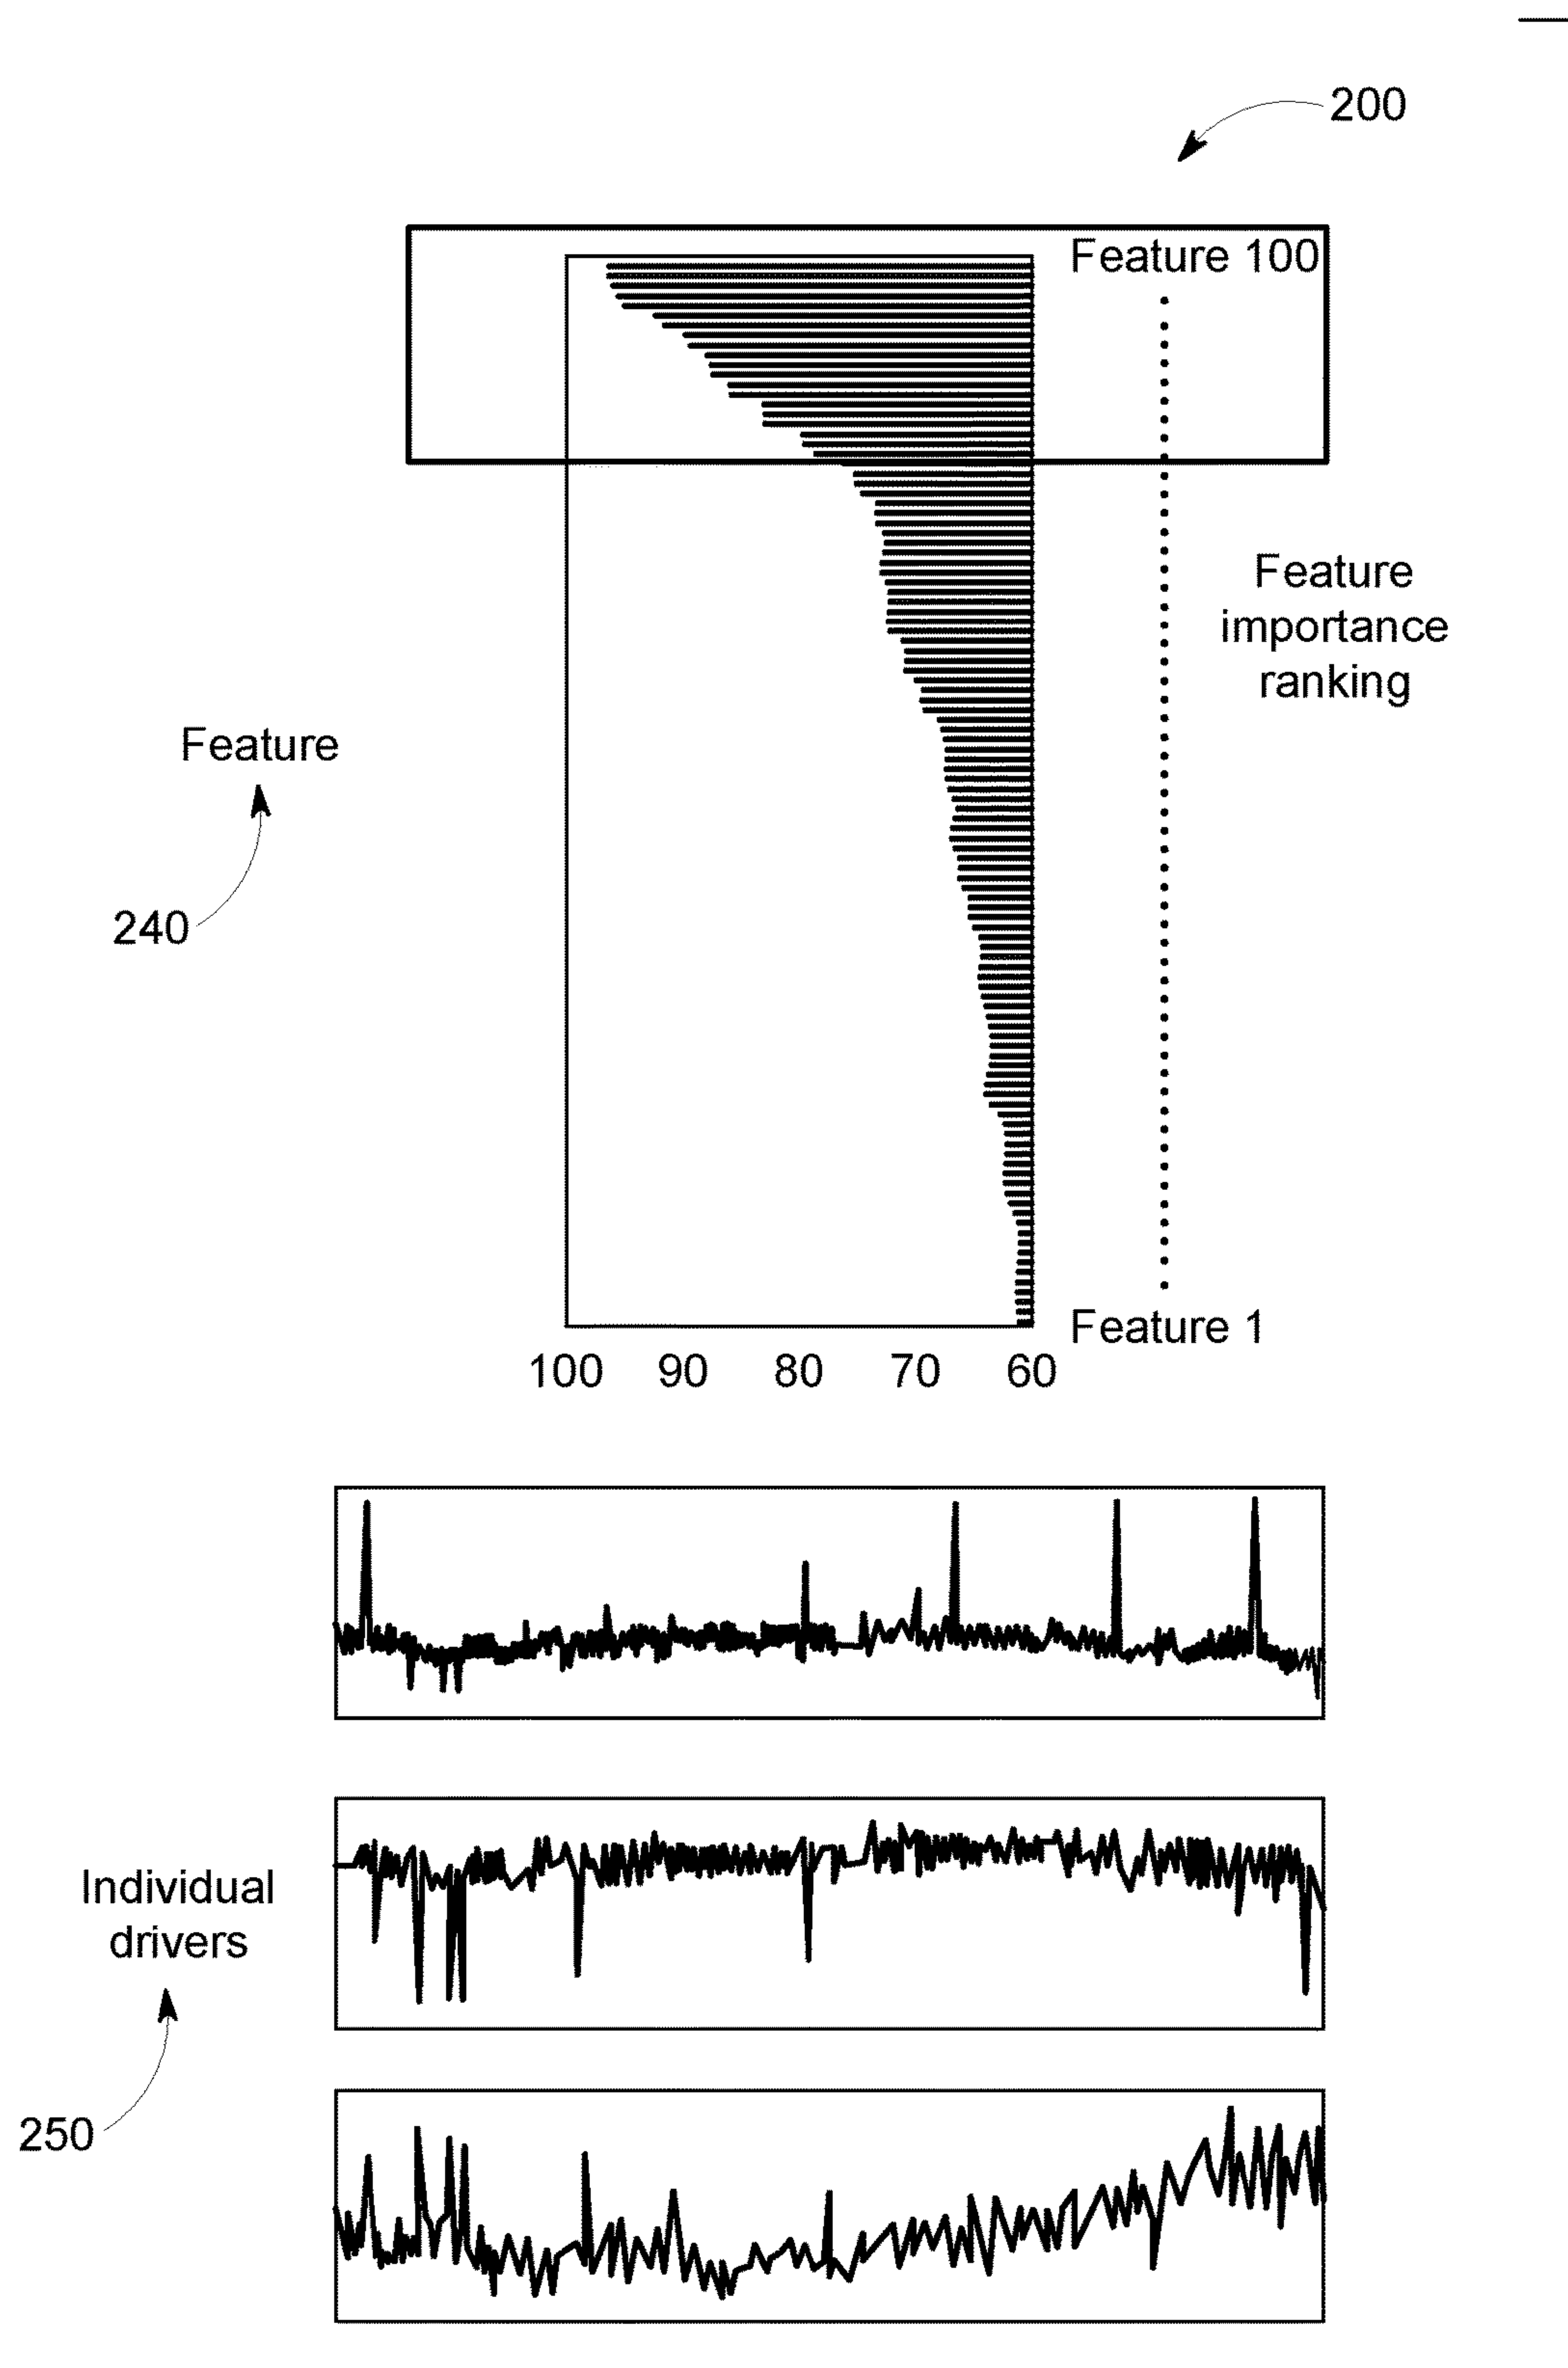 200
Feature 100
Feature
importance
ranking
Feature
240
Feature 1
100 90 80 70 60
Individual
drivers
250